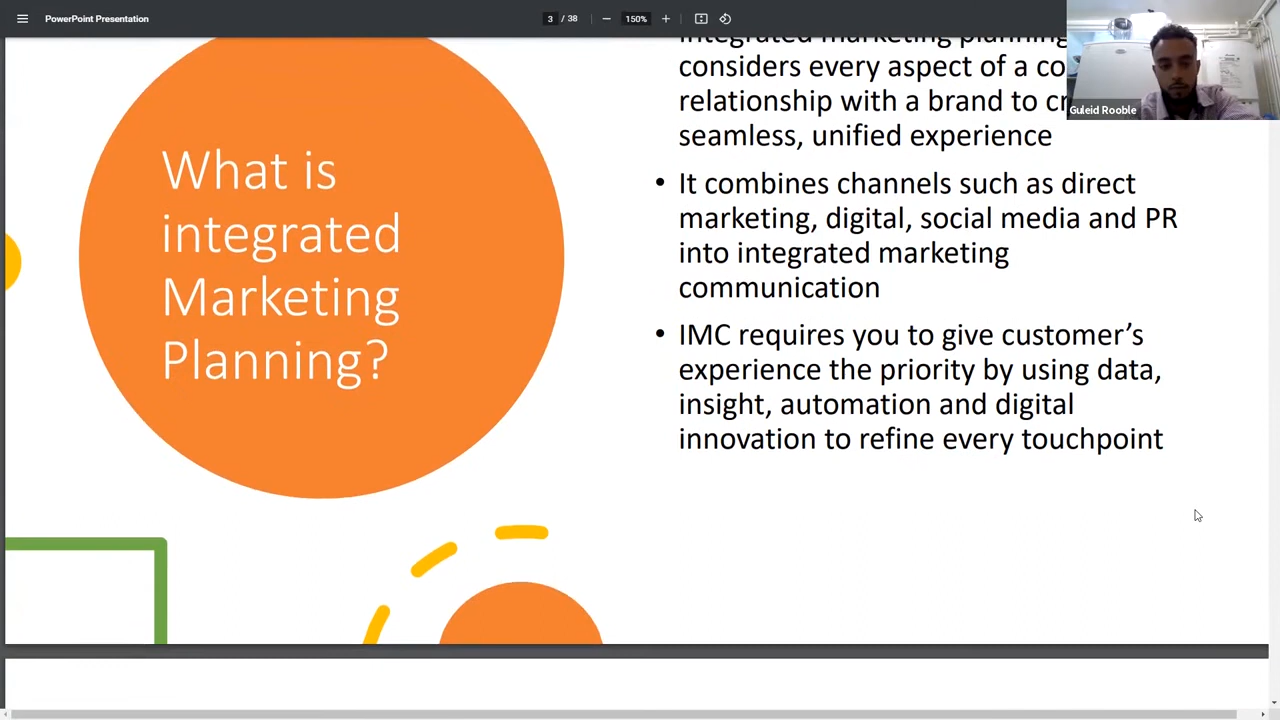 PowerPoint Presentation
3 / 38
150%
What is
integrated
Marketing
Planning?
integrated marketing planning
considers every aspect of a co
relationship with a brand to cr
seamless, unified experience
• It combines channels such as direct
marketing, digital, social media and PR
into integrated marketing
communication
• IMC requires you to give customer’s
experience the priority by using data,
insight, automation and digital
innovation to refine every touchpoint
Guleid Rooble